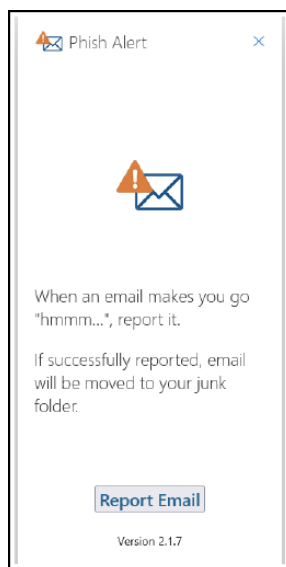 Phish Alert
When an email makes you go
"hmmm...", report it.
If successfully reported, email
will be moved to your junk
folder.
Report Email
Version 2.1.7